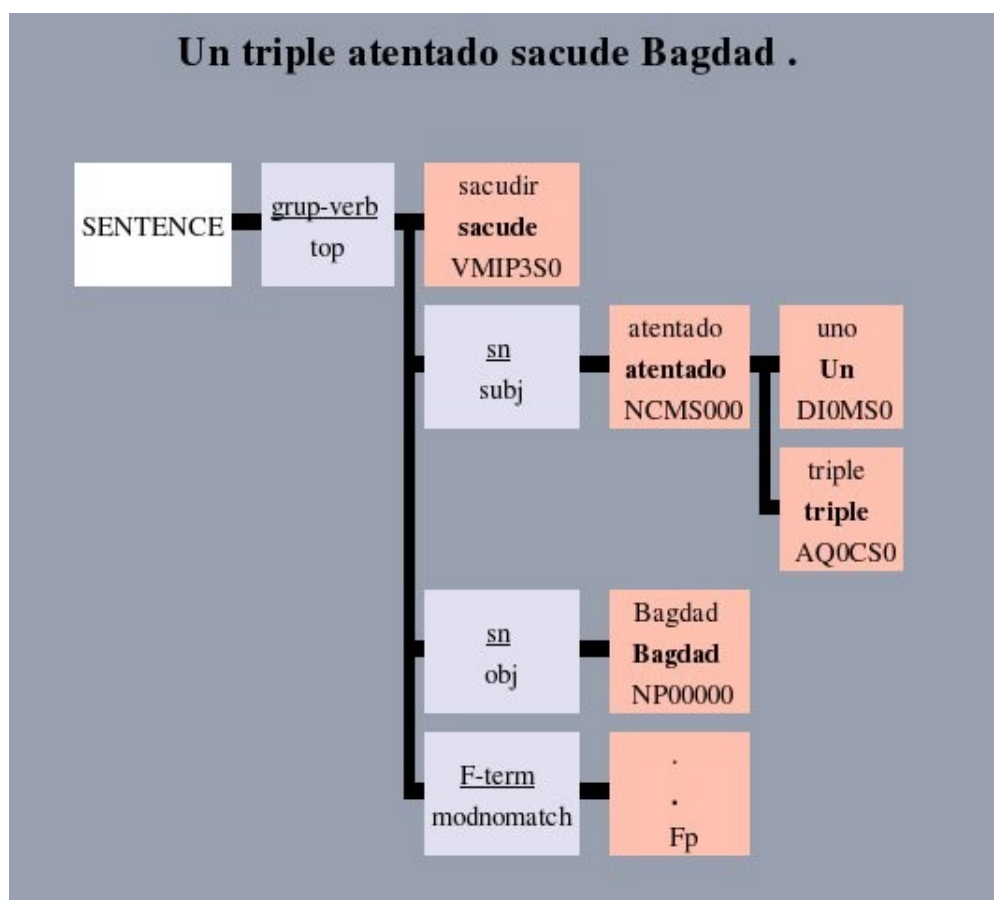 Un triple atentado sacude Bagdad .
SENTENCE
grup-verb
top
sacudir
sacude
VMIP3S0
sn
subj
atentado
atentado
NCMS000
uno
Un
DI0MS0
triple
triple
AQ0CS0
sn
obj
Bagdad
Bagdad
NP00000
F-term
modnomatch
.
.
Fp